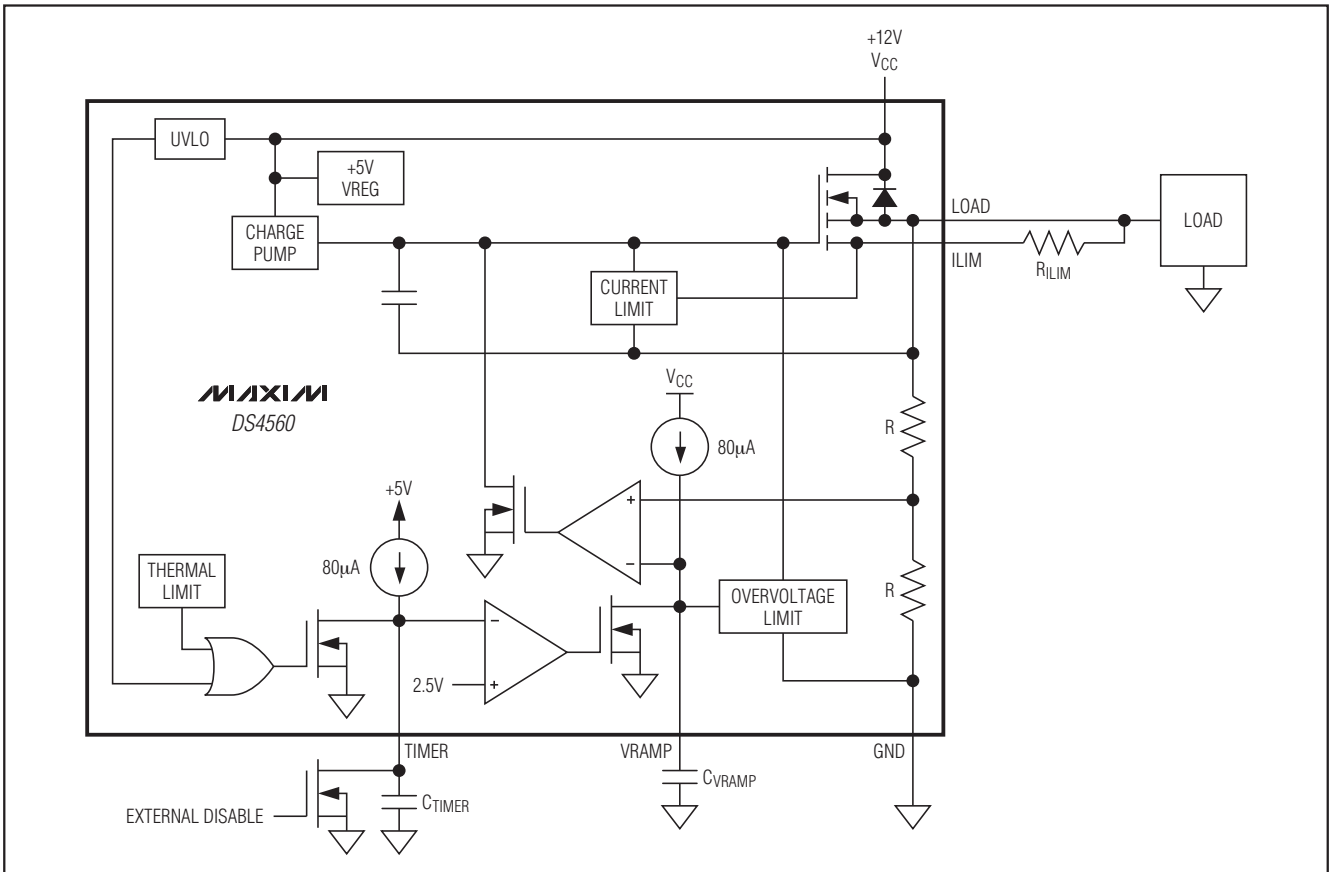 +12V
VCC
UVLO
+5V
VREG
CHARGE
PUMP
LOAD
LOAD
ILIM
RILIM
CURRENT
LIMIT
MAXIM
DS4560
VCC
80µA
R
+5V
+
80µA
THERMAL
LIMIT
−
R
OVERVOLTAGE
LIMIT
−
2.5V
+
TIMER
VRAMP
GND
CVRAMP
CTIMER
EXTERNAL DISABLE